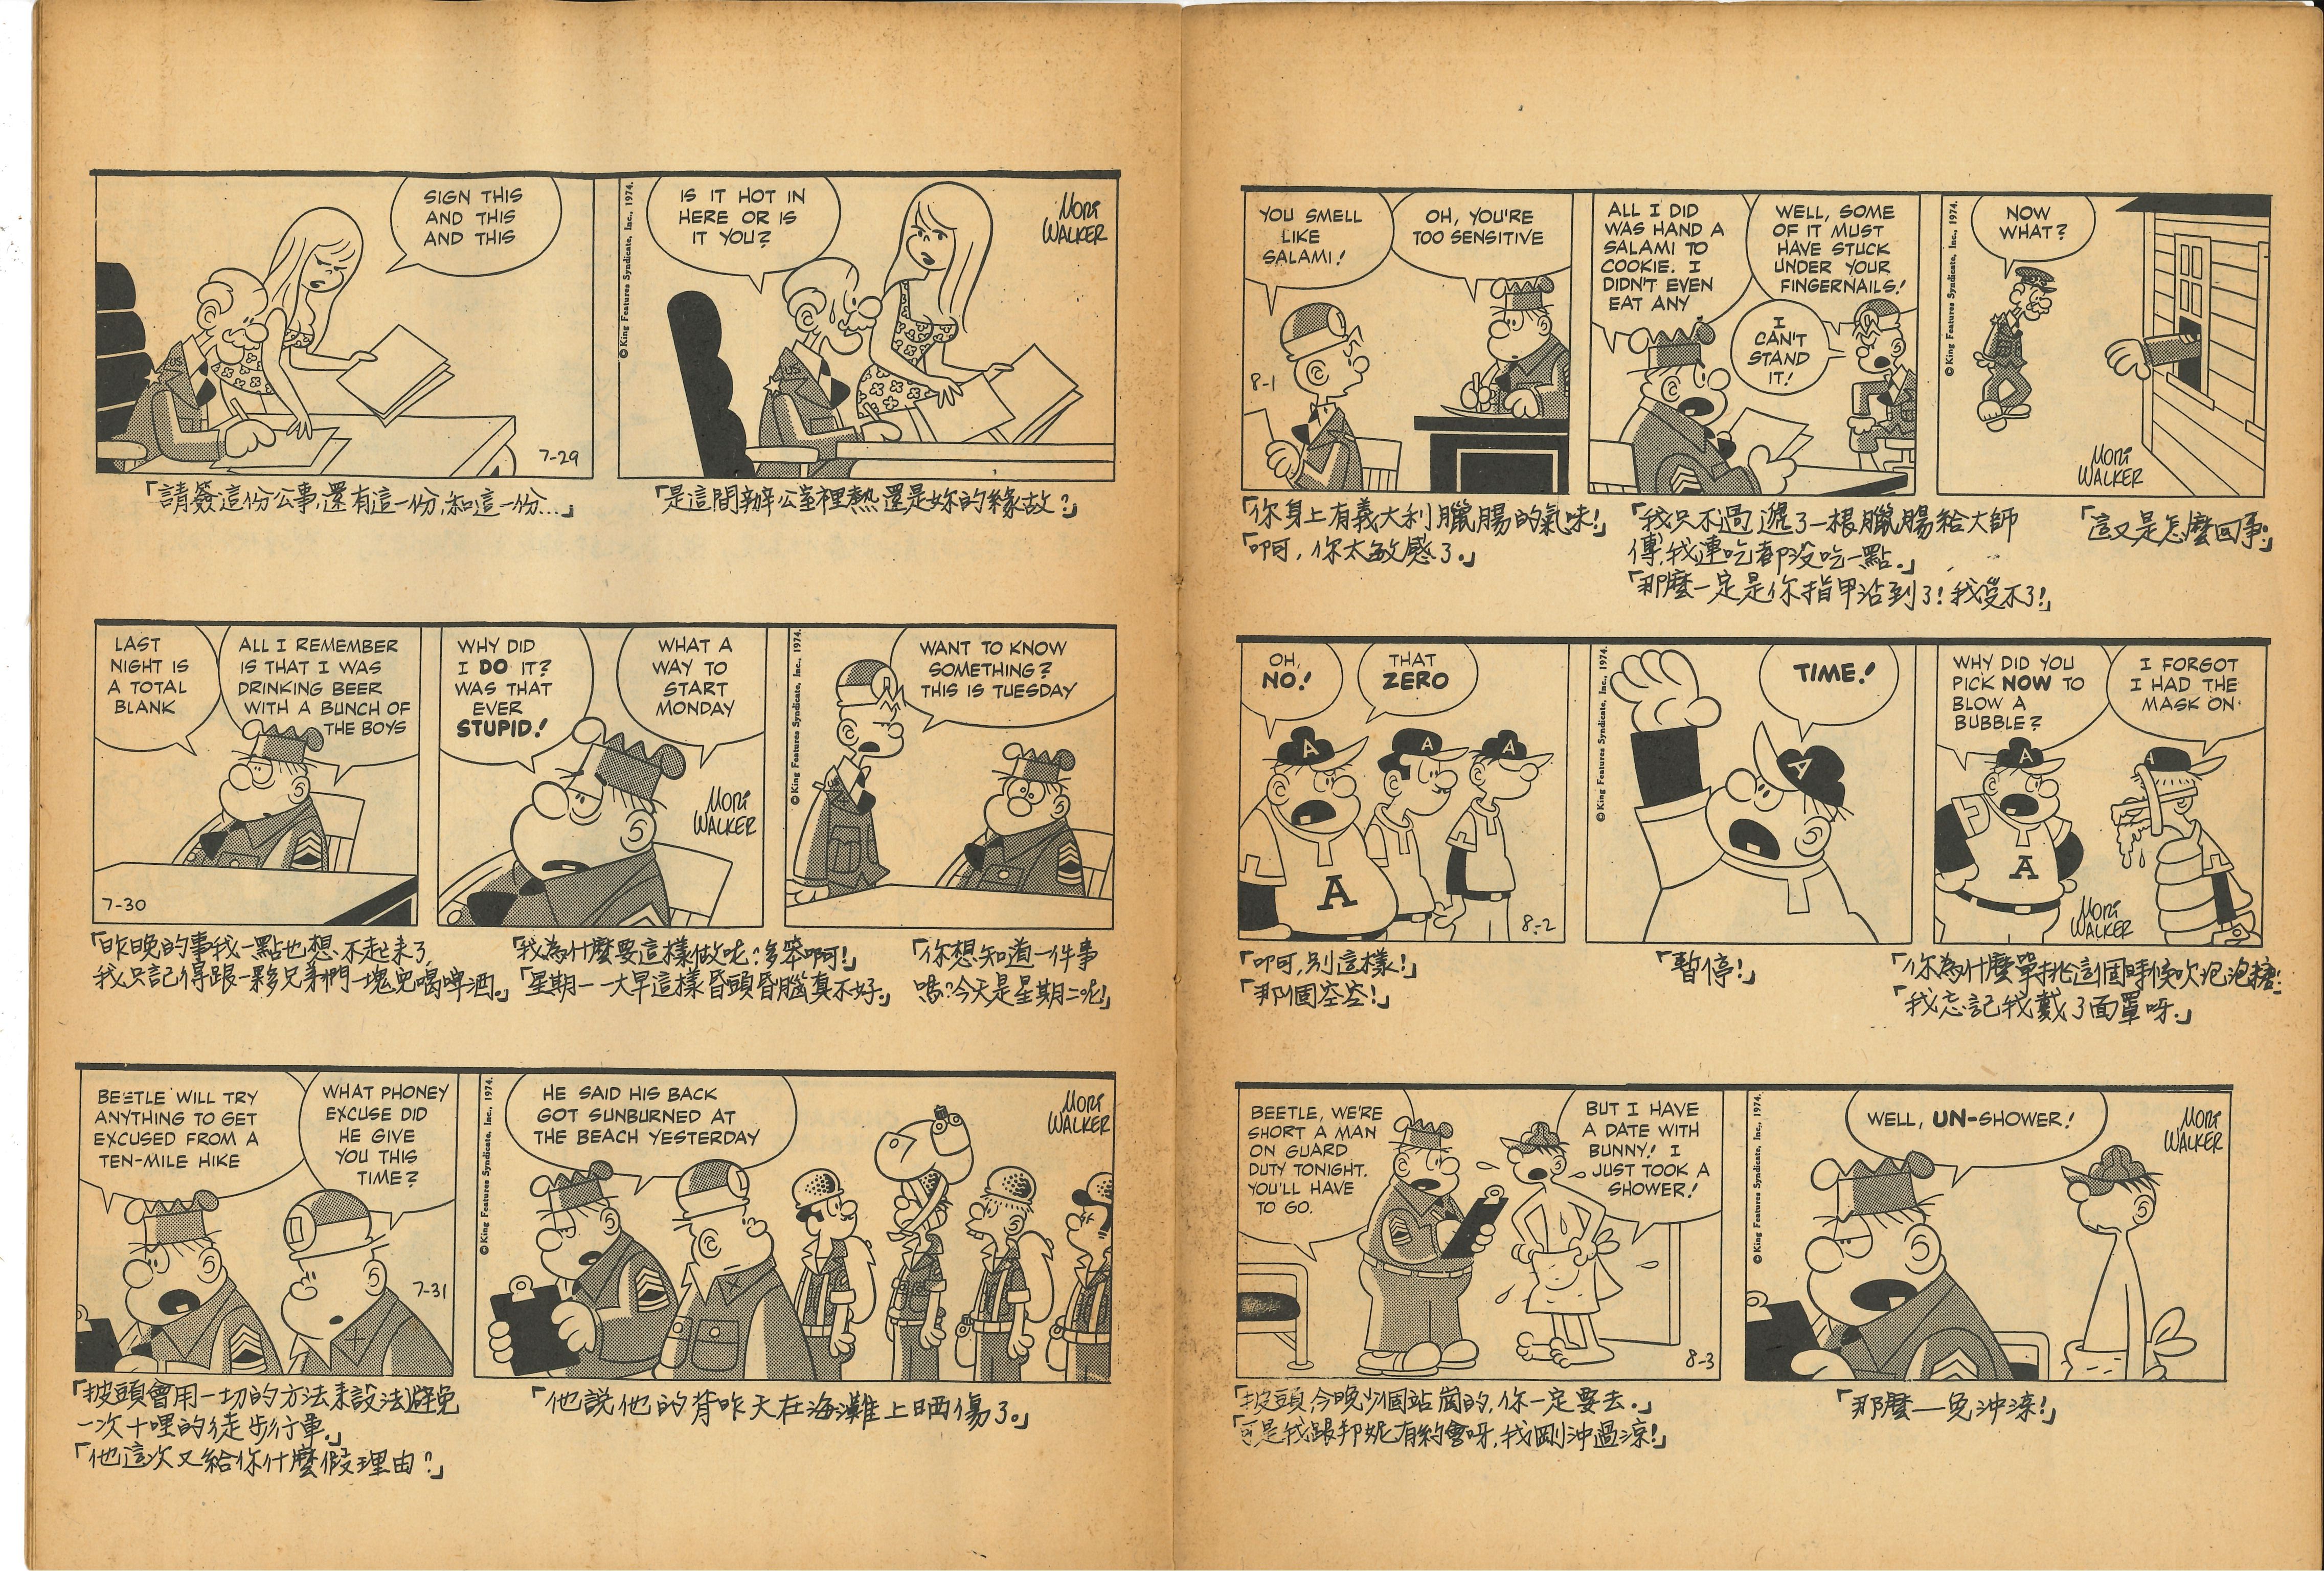 SIGN THIS
AND THIS
AND THIS
7-29
© King Features Syndicate, Inc., 1974.
IS IT HOT IN
HERE OR IS
IT YOU?
MORT
WALKER
「請簽這份公事,還有這一份,和這一份…」
「是這間辦公室裡熱還是妳的緣故?」
LAST
NIGHT IS
A TOTAL
BLANK
ALL I REMEMBER
IS THAT I WAS
DRINKING BEER
WITH A BUNCH OF
THE BOYS
7-30
WHY DID
I DO IT?
WAS THAT
EVER
STUPID!
WHAT A
WAY TO
START
MONDAY
MORT
WALKER
© King Features Syndicate, Inc., 1974.
WANT TO KNOW
SOMETHING?
THIS IS TUESDAY
「昨晚的事我一點也想不起來了,
我只記得跟一夥兄弟們一塊兒喝啤酒。」
「我為什麼要這樣做呢?多笨啊!」
「星期一一大早這樣昏頭昏腦真不好。」
「你想知道一件事
嗎?今天是星期二呢!」
BEETLE WILL TRY
ANYTHING TO GET
EXCUSED FROM A
TEN-MILE HIKE
WHAT PHONEY
EXCUSE DID
HE GIVE
YOU THIS
TIME?
7-31
© King Features Syndicate, Inc., 1974.
HE SAID HIS BACK
GOT SUNBURNED AT
THE BEACH YESTERDAY
MORT
WALKER
「披頭會用一切的方法來設法避免
一次十哩的徒步行軍。」
「他這次又給你什麼假理由?」
「他說他的背昨天在海灘上晒傷了。」
YOU SMELL
LIKE
SALAMI!
OH, YOU'RE
TOO SENSITIVE
8-1
ALL I DID
WAS HAND A
SALAMI TO
COOKIE. I
DIDN'T EVEN
EAT ANY
WELL, SOME
OF IT MUST
HAVE STUCK
UNDER YOUR
FINGERNAILS!
I
CAN'T
STAND
IT!
© King Features Syndicate, Inc., 1974.
NOW
WHAT?
MORT
WALKER
「你身上有義大利臘腸的氣味!」
「啊,你太敏感了。」
「我只不過遞了一根臘腸給大師
傅,我連吃都沒吃一點。」
「那麼一定是你指甲沾到了!我受不了!」
「這又是怎麼回事?」
OH,
NO!
THAT
ZERO
A
A
A
A
8-2
© King Features Syndicate, Inc., 1974.
TIME!
A
WHY DID YOU
PICK NOW TO
BLOW A
BUBBLE?
I FORGOT
I HAD THE
MASK ON.
A
A
A
MORT
WALKER
「啊,別這樣!」
「那個空空!」
「暫停!」
「你為什麼單挑這個時候吹泡泡糖?」
「我忘記我戴了面罩呀。」
BEETLE, WE'RE
SHORT A MAN
ON GUARD
DUTY TONIGHT.
YOU'LL HAVE
TO GO.
BUT I HAVE
A DATE WITH
BUNNY! I
JUST TOOK A
SHOWER!
8-3
© King Features Syndicate, Inc., 1974.
WELL, UN-SHOWER!
MORT
WALKER
「披頭今晚少個站崗的,你一定要去。」
「可是我跟邦妮有約會呀,我剛沖過涼!」
「那麼—免沖涼!」